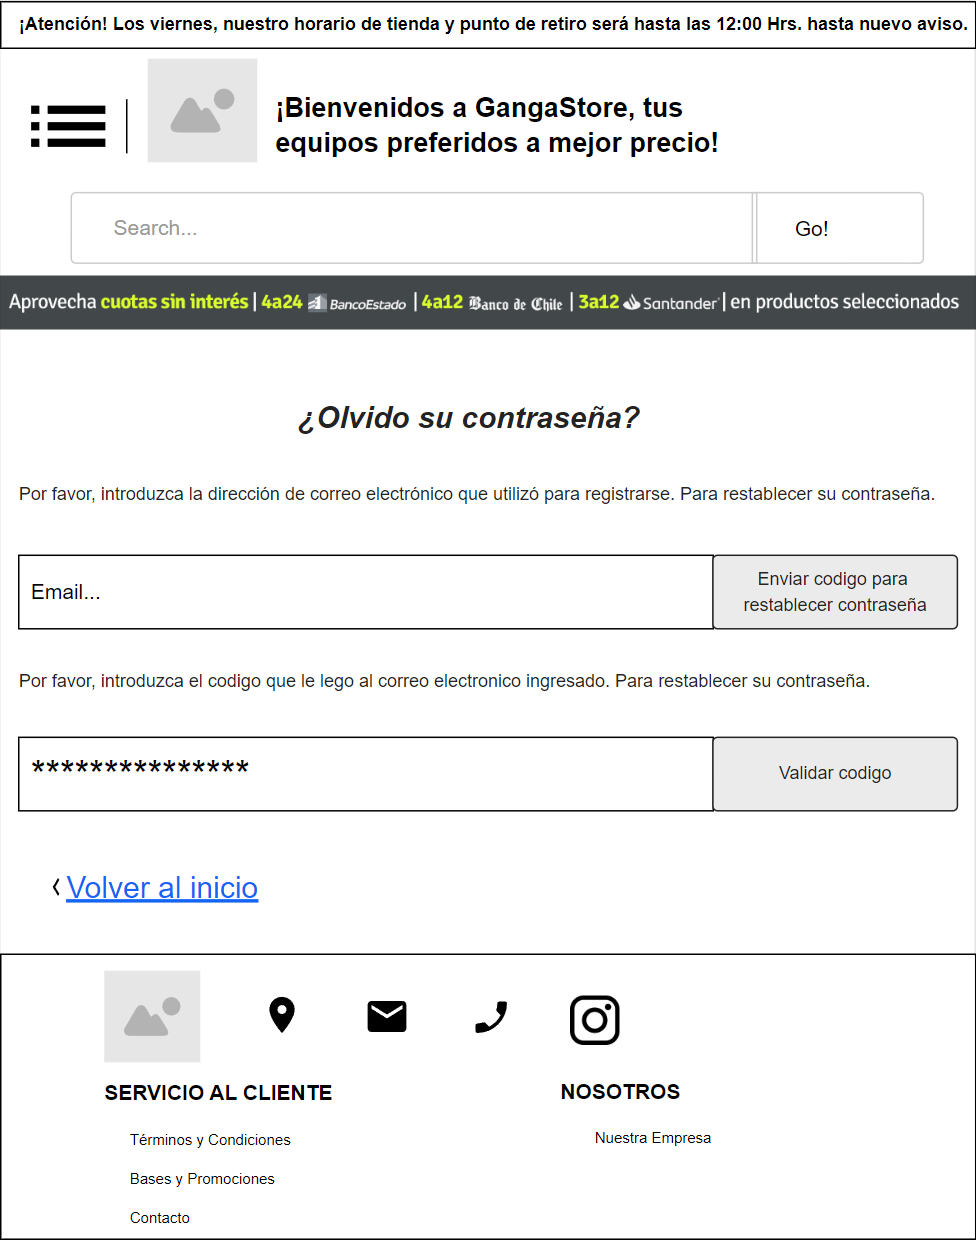 ¡Atención! Los viernes, nuestro horario de tienda y punto de retiro será hasta las 12:00 Hrs. hasta nuevo aviso.
¡Bienvenidos a GangaStore, tus
equipos preferidos a mejor precio!
Search... Go!
Aprovecha cuotas sin interés | 4a24 BancoEstado | 4a12 Banco de Chile | 3a12 Santander | en productos seleccionados
¿Olvido su contraseña?
Por favor, introduzca la dirección de correo electrónico que utilizó para registrarse. Para restablecer su contraseña.
Email...
Enviar codigo para
restablecer contraseña
Por favor, introduzca el codigo que le lego al correo electronico ingresado. Para restablecer su contraseña.
***************
Validar codigo
‹ Volver al inicio
SERVICIO AL CLIENTE
Términos y Condiciones
Bases y Promociones
Contacto
NOSOTROS
Nuestra Empresa